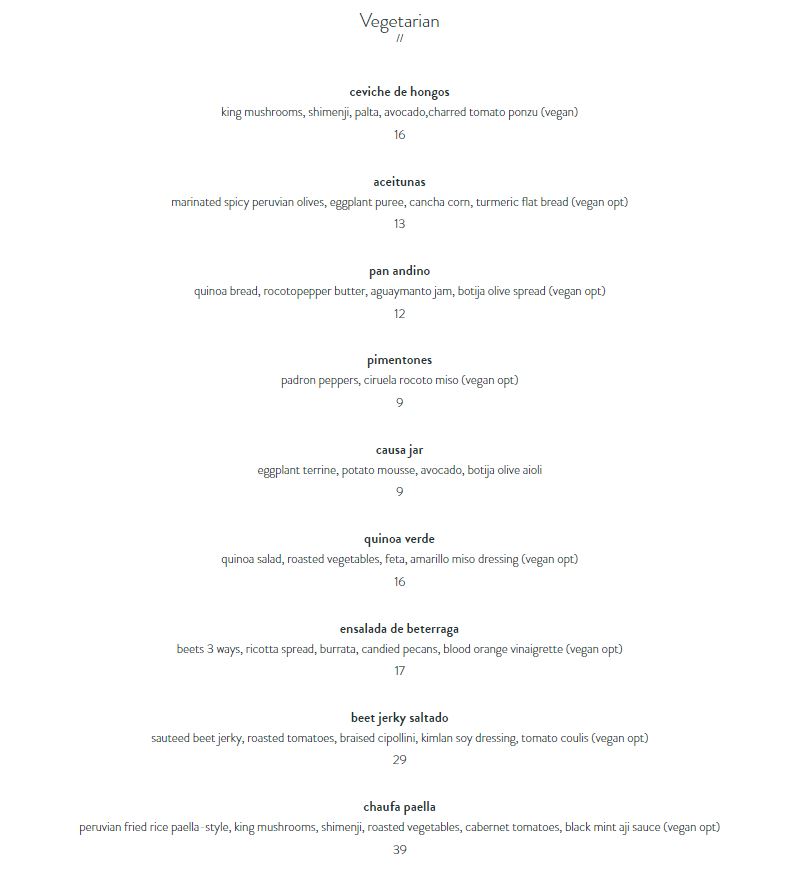 Vegetarian
//
ceviche de hongos
king mushrooms, shimenji, palta, avocado,charred tomato ponzu (vegan)
16
aceitunas
marinated spicy peruvian olives, eggplant puree, cancha corn, turmeric flat bread (vegan opt)
13
pan andino
quinoa bread, rocotopepper butter, aguaymanto jam, botija olive spread (vegan opt)
12
pimentones
padron peppers, ciruela rocoto miso (vegan opt)
9
causa jar
eggplant terrine, potato mousse, avocado, botija olive aioli
9
quinoa verde
quinoa salad, roasted vegetables, feta, amarillo miso dressing (vegan opt)
16
ensalada de beterraga
beets 3 ways, ricotta spread, burrata, candied pecans, blood orange vinaigrette (vegan opt)
17
beet jerky saltado
sauteed beet jerky, roasted tomatoes, braised cipollini, kimlan soy dressing, tomato coulis (vegan opt)
29
chaufa paella
peruvian fried rice paella-style, king mushrooms, shimenji, roasted vegetables, cabernet tomatoes, black mint aji sauce (vegan opt)
39